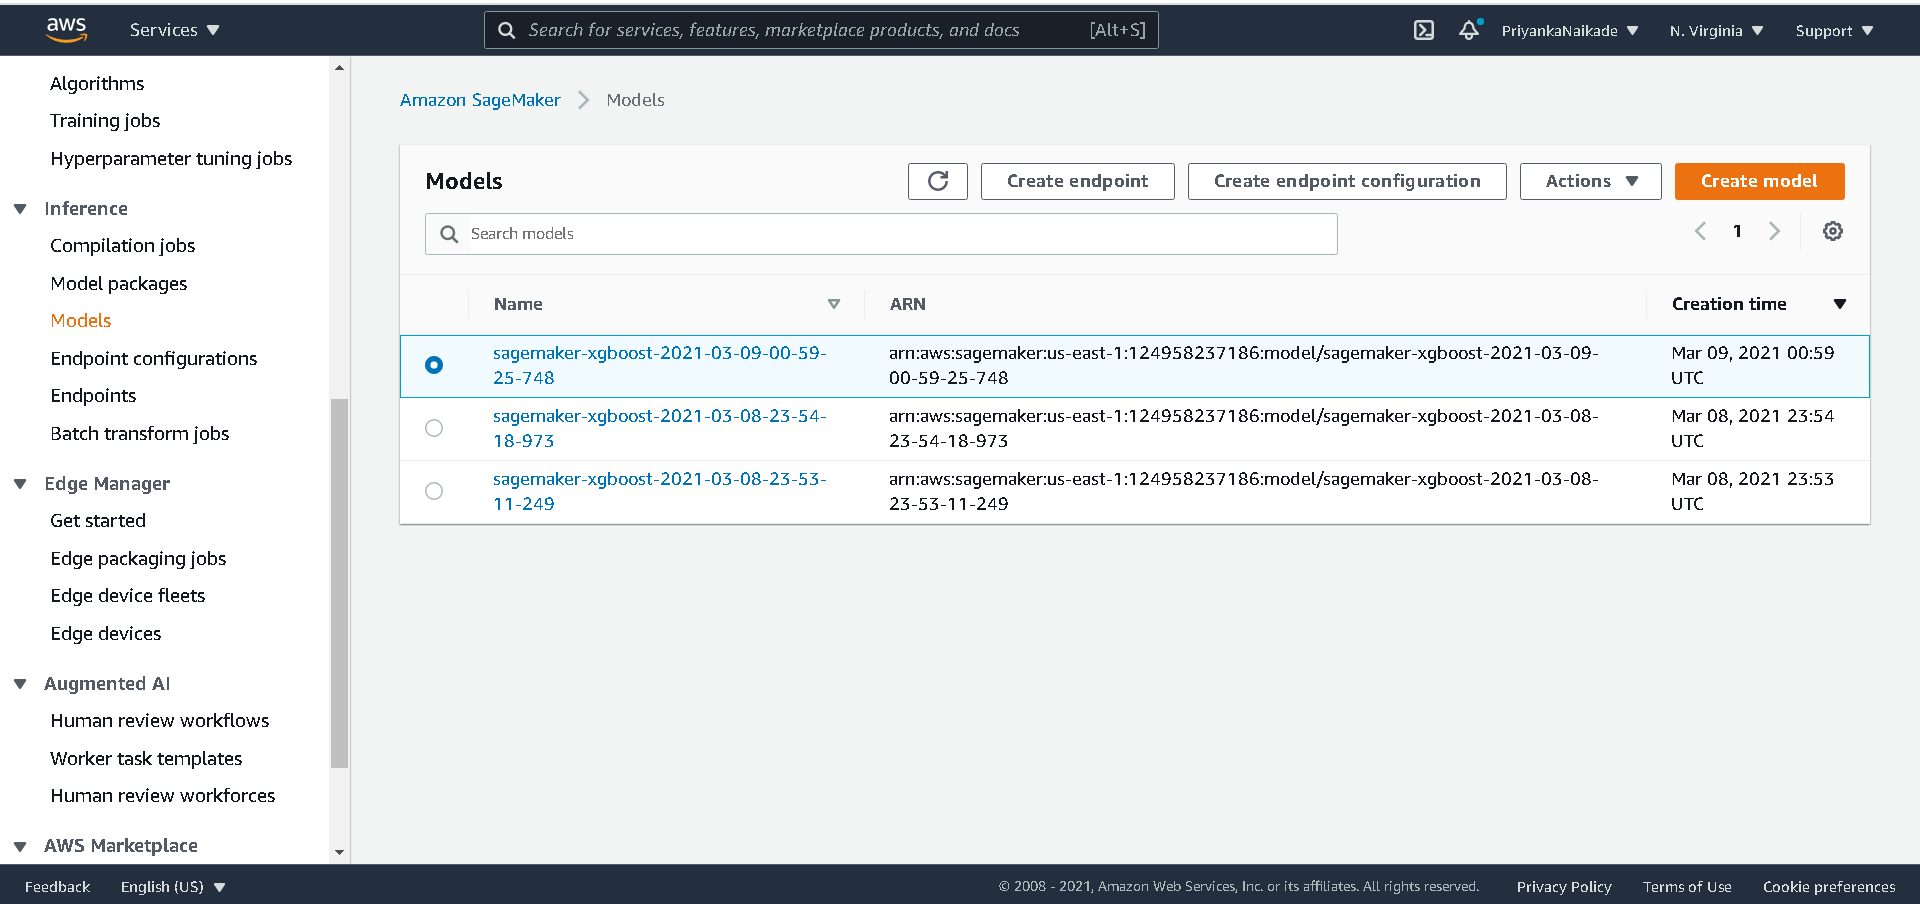 aws
Services
Search for services, features, marketplace products, and docs [Alt+S]
PriyankaNaikade
N. Virginia
Support
Algorithms
Training jobs
Hyperparameter tuning jobs
Inference
Compilation jobs
Model packages
Models
Endpoint configurations
Endpoints
Batch transform jobs
Edge Manager
Get started
Edge packaging jobs
Edge device fleets
Edge devices
Augmented AI
Human review workflows
Worker task templates
Human review workforces
AWS Marketplace
Amazon SageMaker > Models
Models
Create endpoint
Create endpoint configuration
Actions
Create model
Search models
1
Name
ARN
Creation time
sagemaker-xgboost-2021-03-09-00-59-
25-748
arn:aws:sagemaker:us-east-1:124958237186:model/sagemaker-xgboost-2021-03-09-
00-59-25-748
Mar 09, 2021 00:59
UTC
sagemaker-xgboost-2021-03-08-23-54-
18-973
arn:aws:sagemaker:us-east-1:124958237186:model/sagemaker-xgboost-2021-03-08-
23-54-18-973
Mar 08, 2021 23:54
UTC
sagemaker-xgboost-2021-03-08-23-53-
11-249
arn:aws:sagemaker:us-east-1:124958237186:model/sagemaker-xgboost-2021-03-08-
23-53-11-249
Mar 08, 2021 23:53
UTC
Feedback
English (US)
© 2008 - 2021, Amazon Web Services, Inc. or its affiliates. All rights reserved.
Privacy Policy
Terms of Use
Cookie preferences